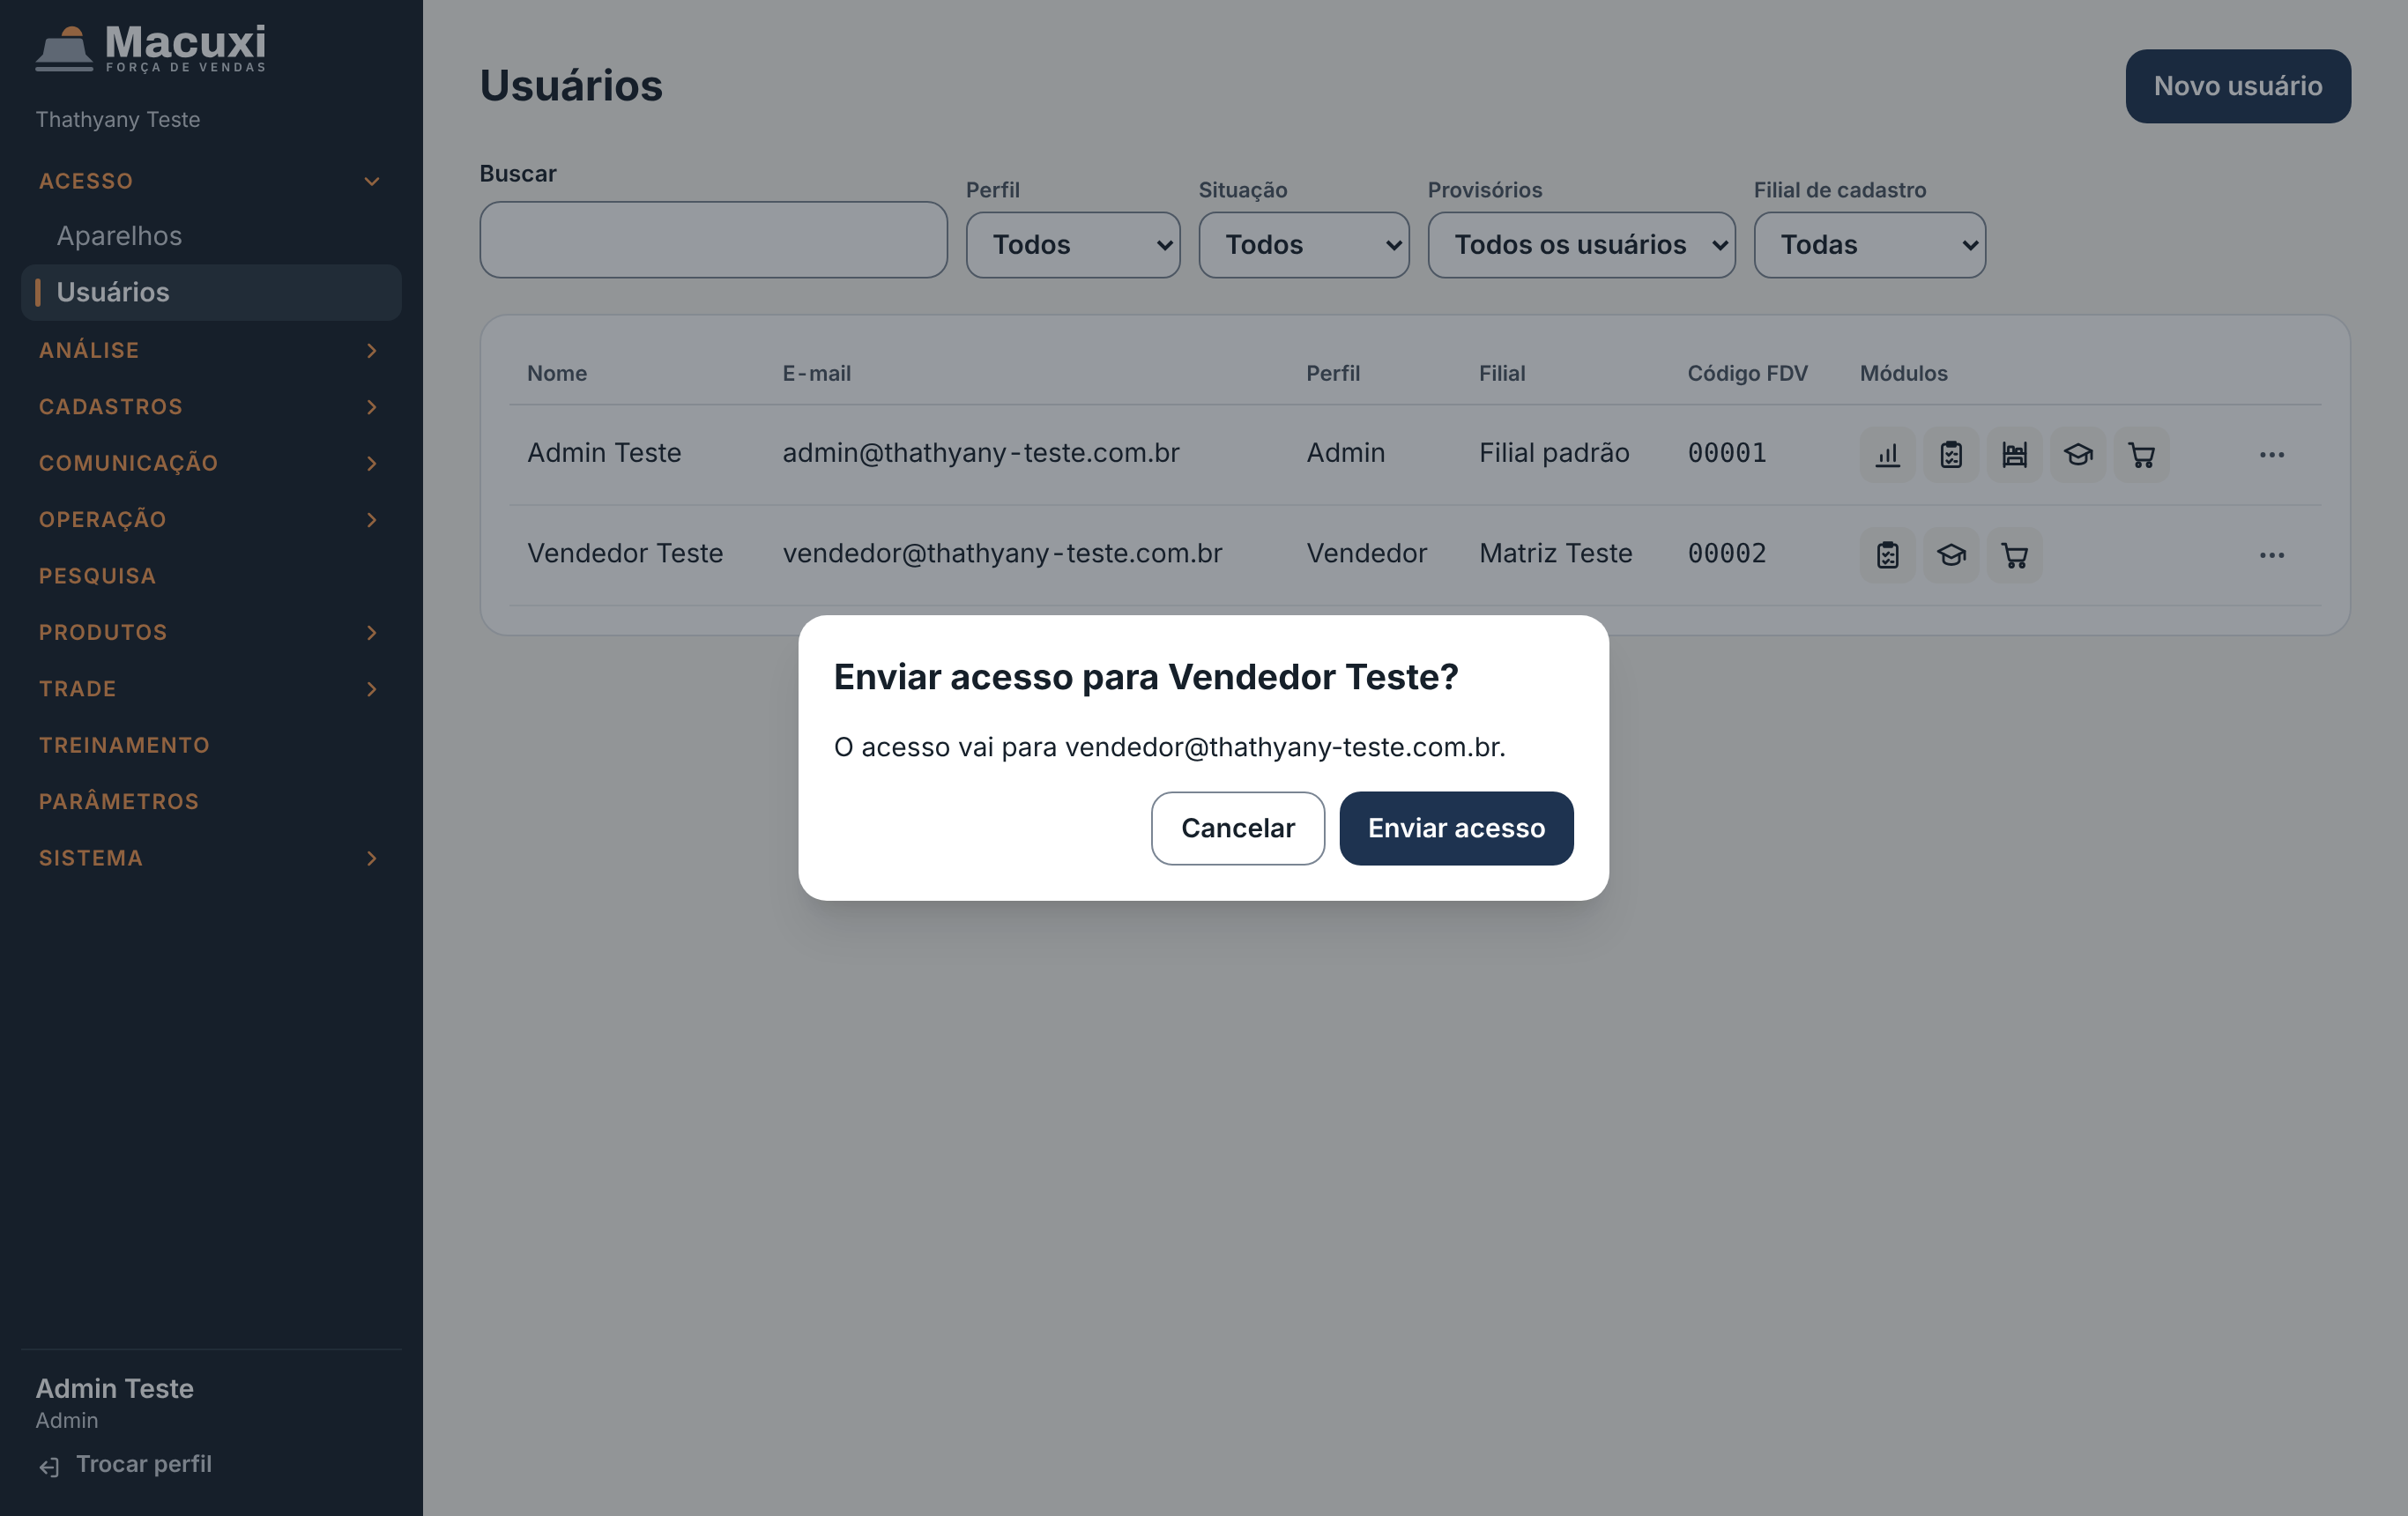 Macuxi
FORÇA DE VENDAS
Thathyany Teste
ACESSO
Aparelhos
Usuários
ANÁLISE
CADASTROS
COMUNICAÇÃO
OPERAÇÃO
PESQUISA
PRODUTOS
TRADE
TREINAMENTO
PARÂMETROS
SISTEMA
Admin Teste
Admin
Trocar perfil
Usuários
Novo usuário
Buscar
Perfil Situação Provisórios Filial de cadastro
Todos Todos Todos os usuários Todas
Nome E-mail Perfil Filial Código FDV Módulos
Admin Teste admin@thathyany-teste.com.br Admin Filial padrão 00001
Vendedor Teste vendedor@thathyany-teste.com.br Vendedor Matriz Teste 00002
Enviar acesso para Vendedor Teste?
O acesso vai para vendedor@thathyany-teste.com.br.
Cancelar Enviar acesso